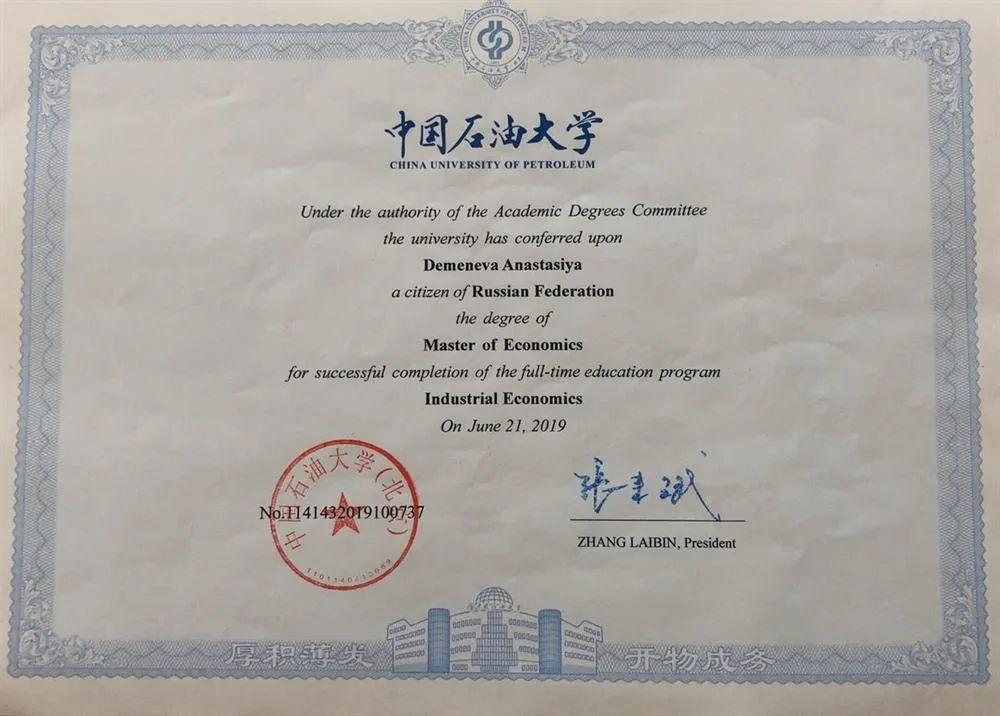 中国石油大学
CHINA UNIVERSITY OF PETROLEUM
Under the authority of the Academic Degrees Committee
the university has conferred upon
Demeneva Anastasiya
a citizen of Russian Federation
the degree of
Master of Economics
for successful completion of the full-time education program
Industrial Economics
On June 21, 2019
中国石油大学(北京)
No.1141432019100737
张来斌
ZHANG LAIBIN, President
厚积薄发
开物成务